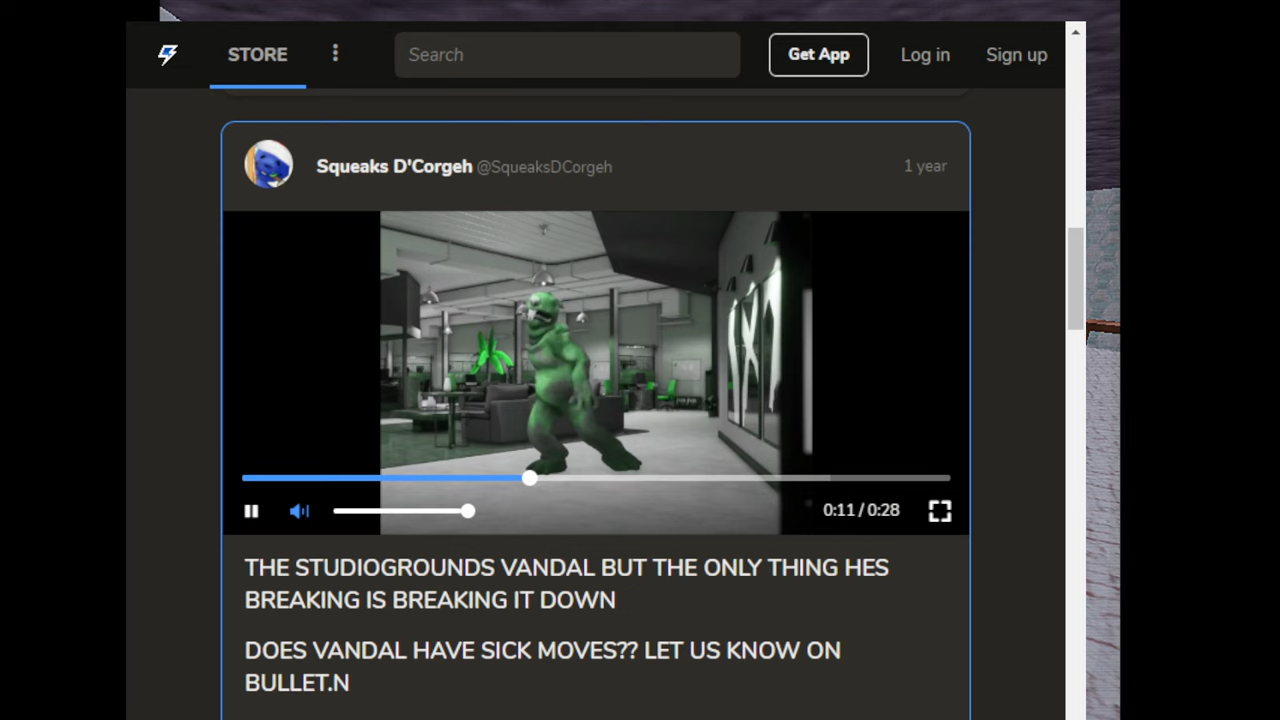 STORE
Search
Get App
Log in
Sign up
Squeaks D'Corgeh @SqueaksDCorgeh
1 year
0:11 / 0:28
THE STUDIOGROUNDS VANDAL BUT THE ONLY THING HES
BREAKING IS BREAKING IT DOWN
DOES VANDAL HAVE SICK MOVES?? LET US KNOW ON
BULLET.N